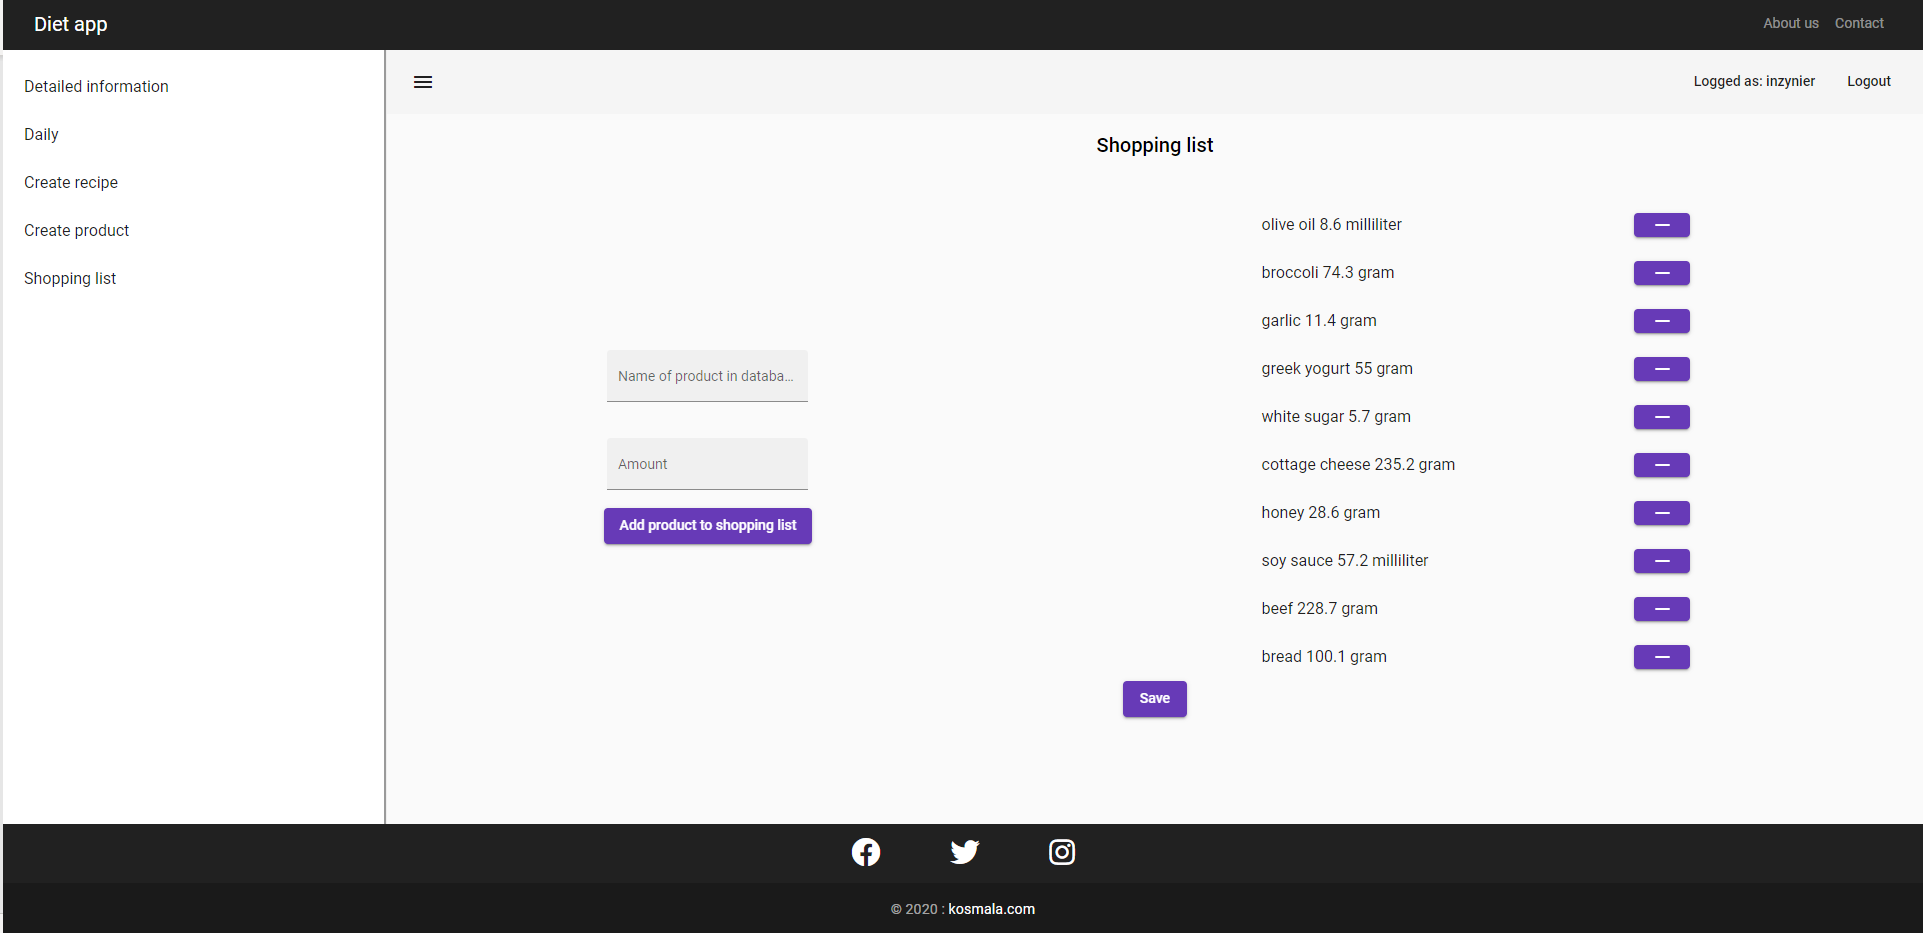 Diet app
About us
Contact
Detailed information
Daily
Create recipe
Create product
Shopping list
Logged as: inzynier
Logout
Shopping list
Name of product in databa...
Amount
Add product to shopping list
olive oil 8.6 milliliter
broccoli 74.3 gram
garlic 11.4 gram
greek yogurt 55 gram
white sugar 5.7 gram
cottage cheese 235.2 gram
honey 28.6 gram
soy sauce 57.2 milliliter
beef 228.7 gram
bread 100.1 gram
Save
© 2020 : kosmala.com